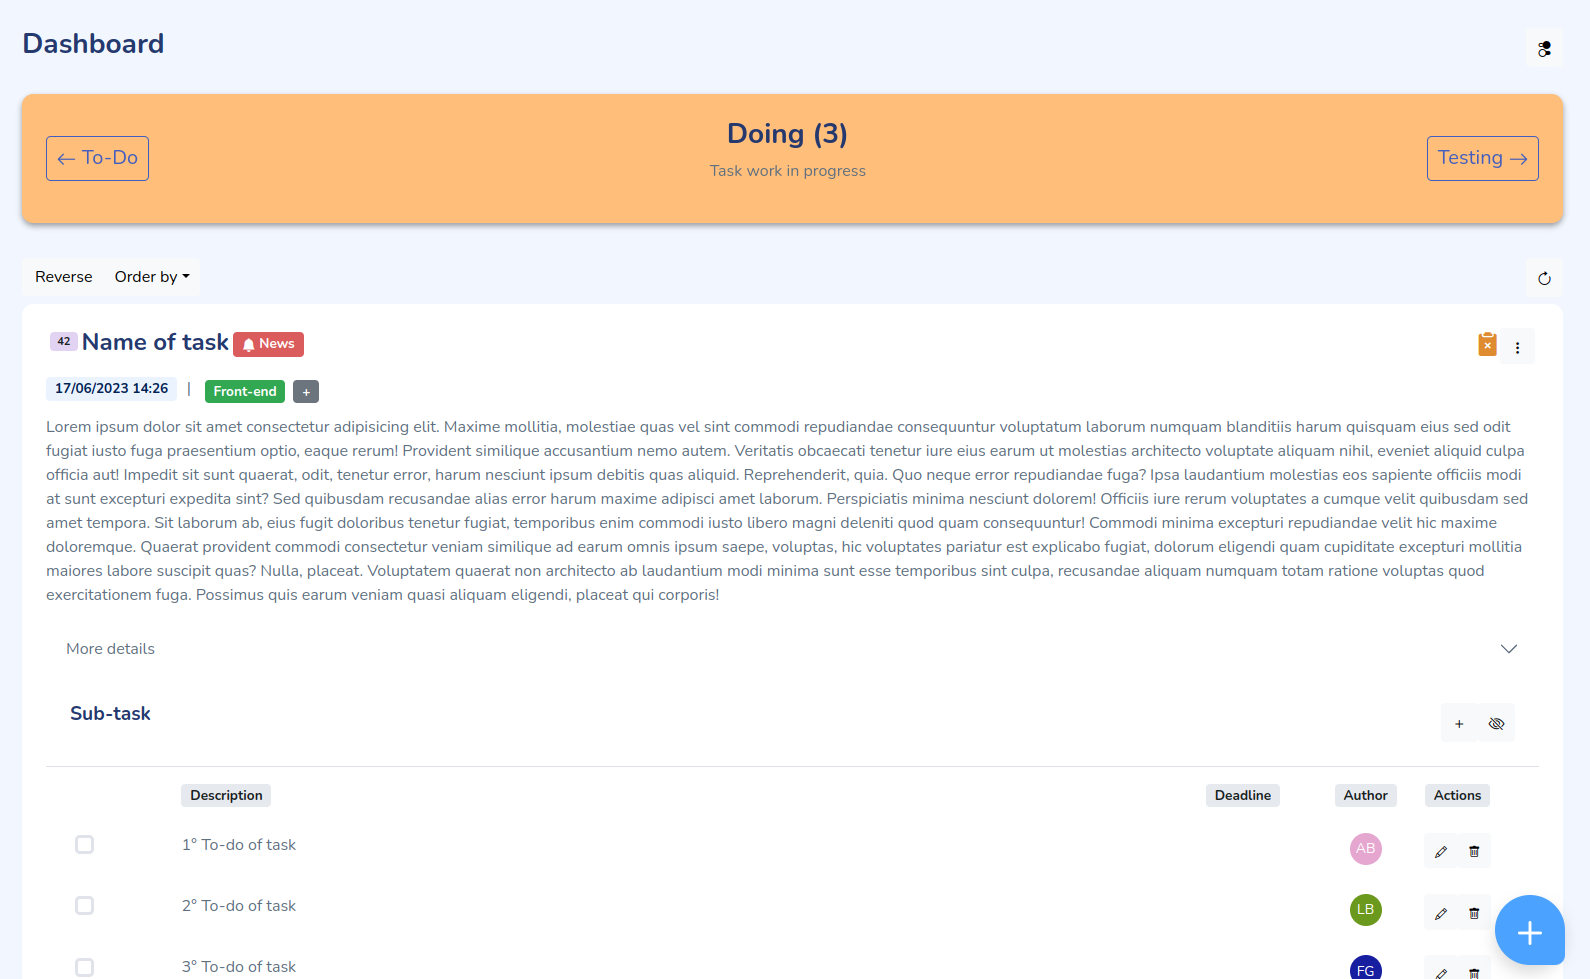 Dashboard
Doing (3)
← To-Do
Testing →
Task work in progress
Reverse Order by
42 Name of task News
17/06/2023 14:26 | Front-end +
Lorem ipsum dolor sit amet consectetur adipisicing elit. Maxime mollitia, molestiae quas vel sint commodi repudiandae consequuntur voluptatum laborum numquam blanditiis harum quisquam eius sed odit
fugiat iusto fuga praesentium optio, eaque rerum! Provident similique accusantium nemo autem. Veritatis obcaecati tenetur iure eius earum ut molestias architecto voluptate aliquam nihil, eveniet aliquid culpa
officia aut! Impedit sit sunt quaerat, odit, tenetur error, harum nesciunt ipsum debitis quas aliquid. Reprehenderit, quia. Quo neque error repudiandae fuga? Ipsa laudantium molestias eos sapiente officiis modi
at sunt excepturi expedita sint? Sed quibusdam recusandae alias error harum maxime adipisci amet laborum. Perspiciatis minima nesciunt dolorem! Officiis iure rerum voluptates a cumque velit quibusdam sed
amet tempora. Sit laborum ab, eius fugit doloribus tenetur fugiat, temporibus enim commodi iusto libero magni deleniti quod quam consequuntur! Commodi minima excepturi repudiandae velit hic maxime
doloremque. Quaerat provident commodi consectetur veniam similique ad earum omnis ipsum saepe, voluptas, hic voluptates pariatur est explicabo fugiat, dolorum eligendi quam cupiditate excepturi mollitia
maiores labore suscipit quas? Nulla, placeat. Voluptatem quaerat non architecto ab laudantium modi minima sunt esse temporibus sint culpa, recusandae aliquam numquam totam ratione voluptas quod
exercitationem fuga. Possimus quis earum veniam quasi aliquam eligendi, placeat qui corporis!
More details
Sub-task
+
Description Deadline Author Actions
1° To-do of task AB
2° To-do of task LB
3° To-do of task FG